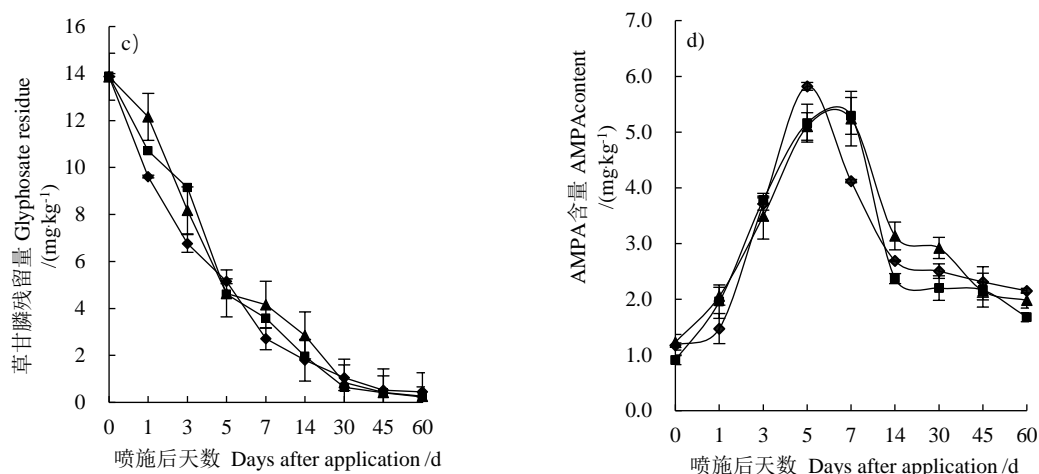 c)
16
14
12
10
8
6
4
2
0
0 1 3 5 7 14 30 45 60
草甘膦残留量 Glyphosate residue
/(mg·kg⁻¹)
喷施后天数 Days after application /d
d)
7.0
6.0
5.0
4.0
3.0
2.0
1.0
0.0
0 1 3 5 7 14 30 45 60
AMPA含量 AMPAcontent
/(mg·kg⁻¹)
喷施后天数 Days after application /d